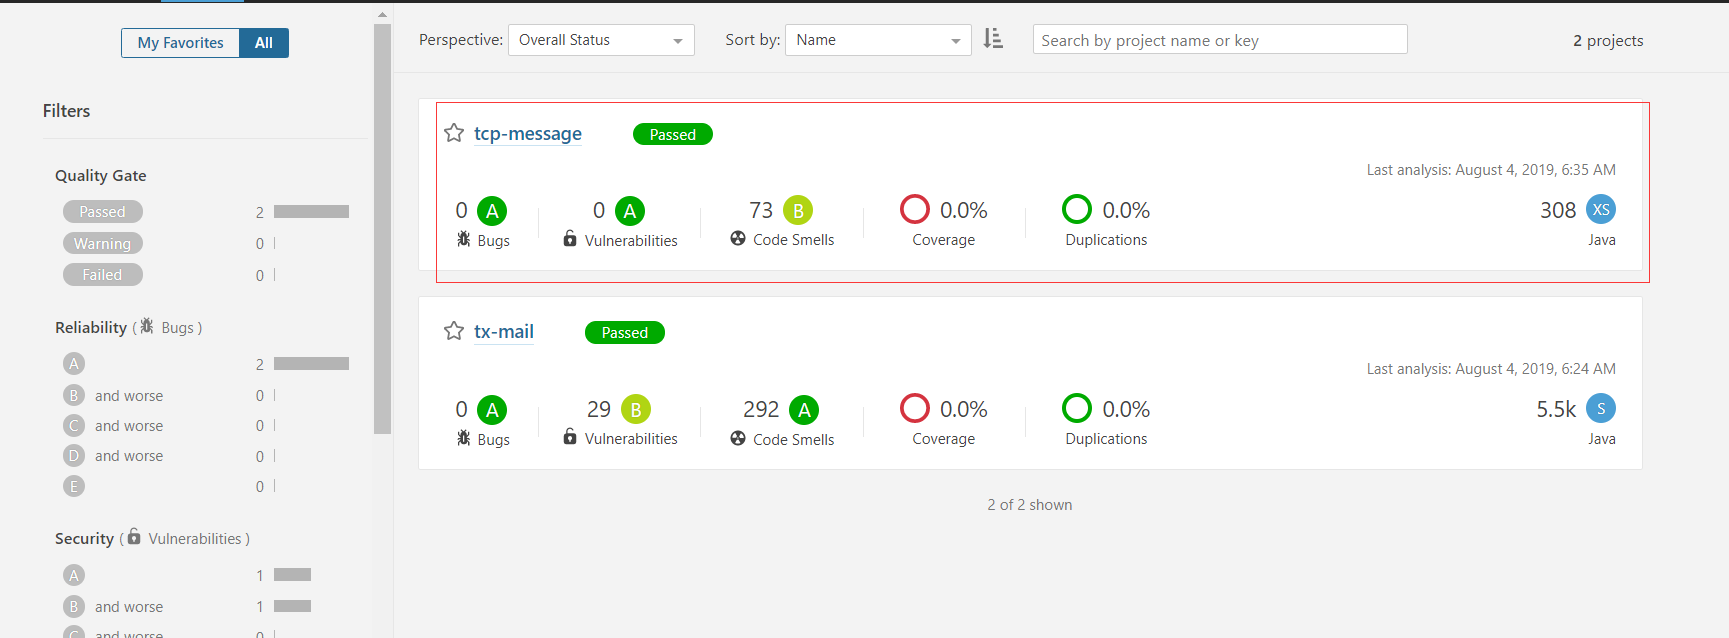 My Favorites All
Filters
Quality Gate
Passed 2
Warning 0
Failed 0
Reliability ( Bugs )
A 2
B and worse 0
C and worse 0
D and worse 0
E 0
Security ( Vulnerabilities )
A 1
B and worse 1
C and worse 0
Perspective: Overall Status Sort by: Name Search by project name or key 2 projects
tcp-message Passed
Last analysis: August 4, 2019, 6:35 AM
0 A 0 A 73 B 0.0% 0.0% 308 XS
Bugs Vulnerabilities Code Smells Coverage Duplications Java
tx-mail Passed
Last analysis: August 4, 2019, 6:24 AM
0 A 29 B 292 A 0.0% 0.0% 5.5k S
Bugs Vulnerabilities Code Smells Coverage Duplications Java
2 of 2 shown